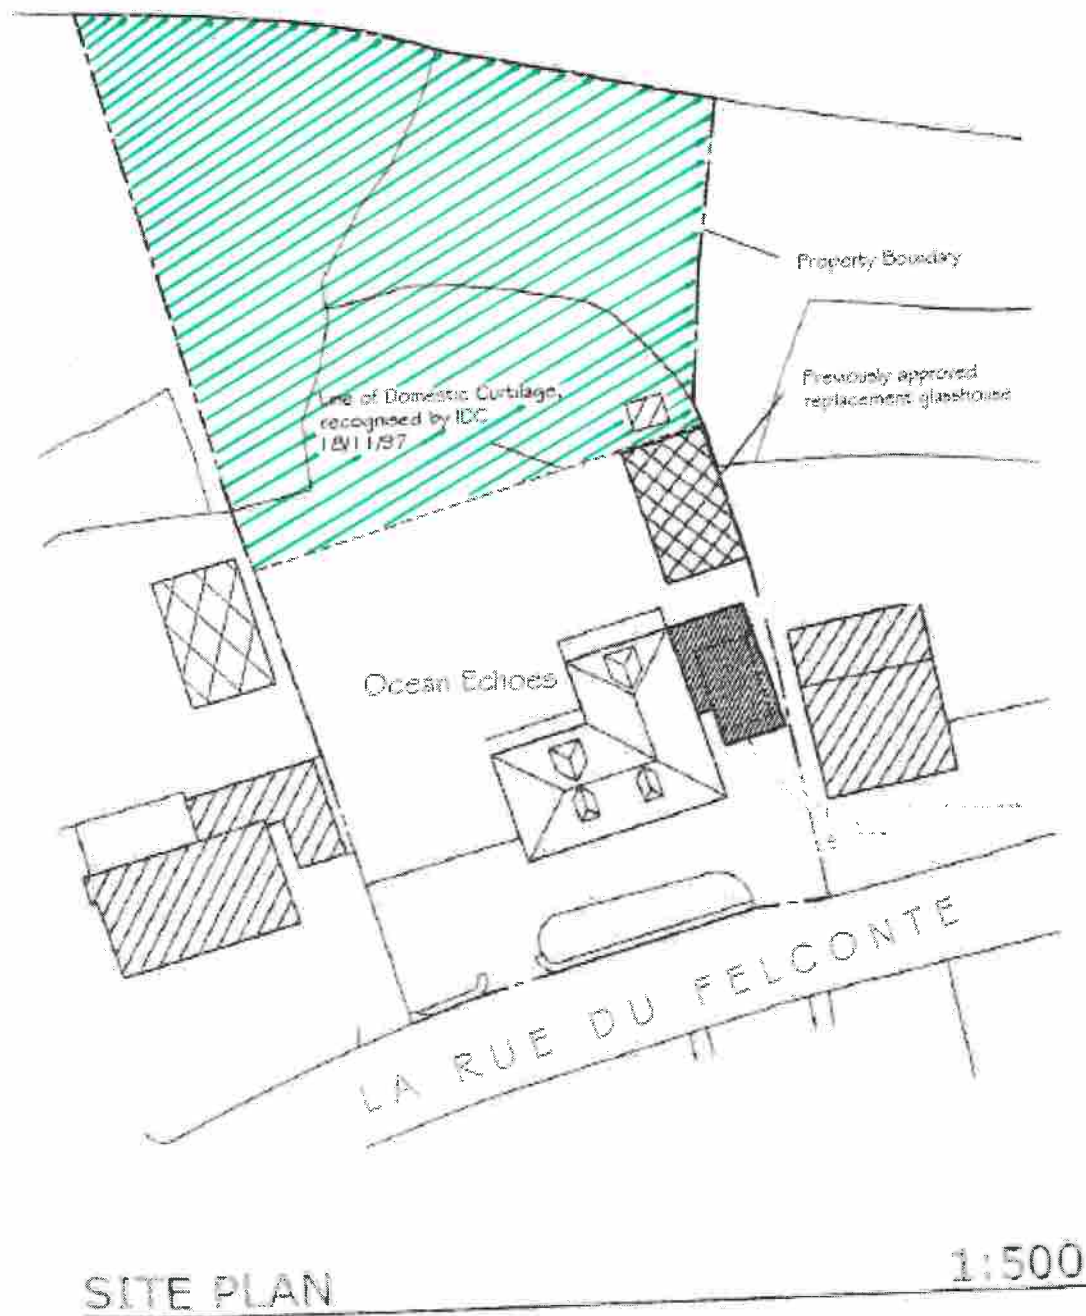 Property Boundary
Previously approved
replacement glasshouse
Line of Domestic Curtilage,
recognised by IDC
18/11/97
Ocean Echoes
LA RUE DU FELCONTE
SITE PLAN
1:500